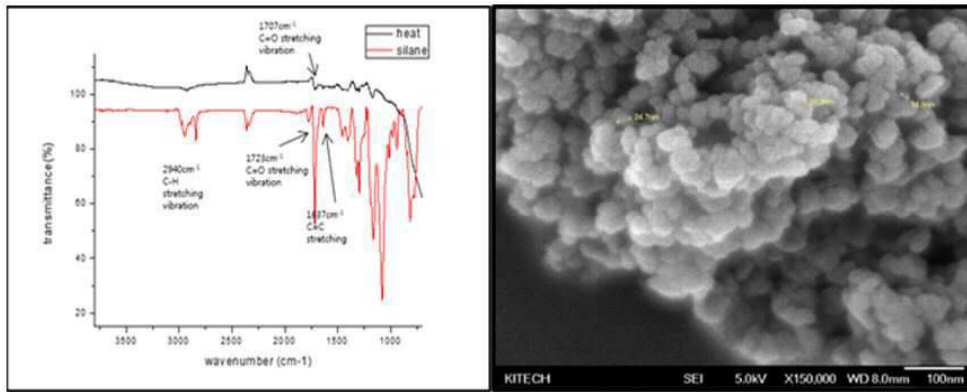 1707cm-1
C=O stretching
vibration
heat
silane
100
80
60
40
20
transmittance(%)
2940cm-1
C-H
stretching
vibration
1723cm-1
C=O stretching
vibration
1637cm-1
C=C
stretching
3500 3000 2500 2000 1500 1000
wavenumber (cm-1)
KITECH SEI 5.0kV X150,000 WD 8.0mm 100nm